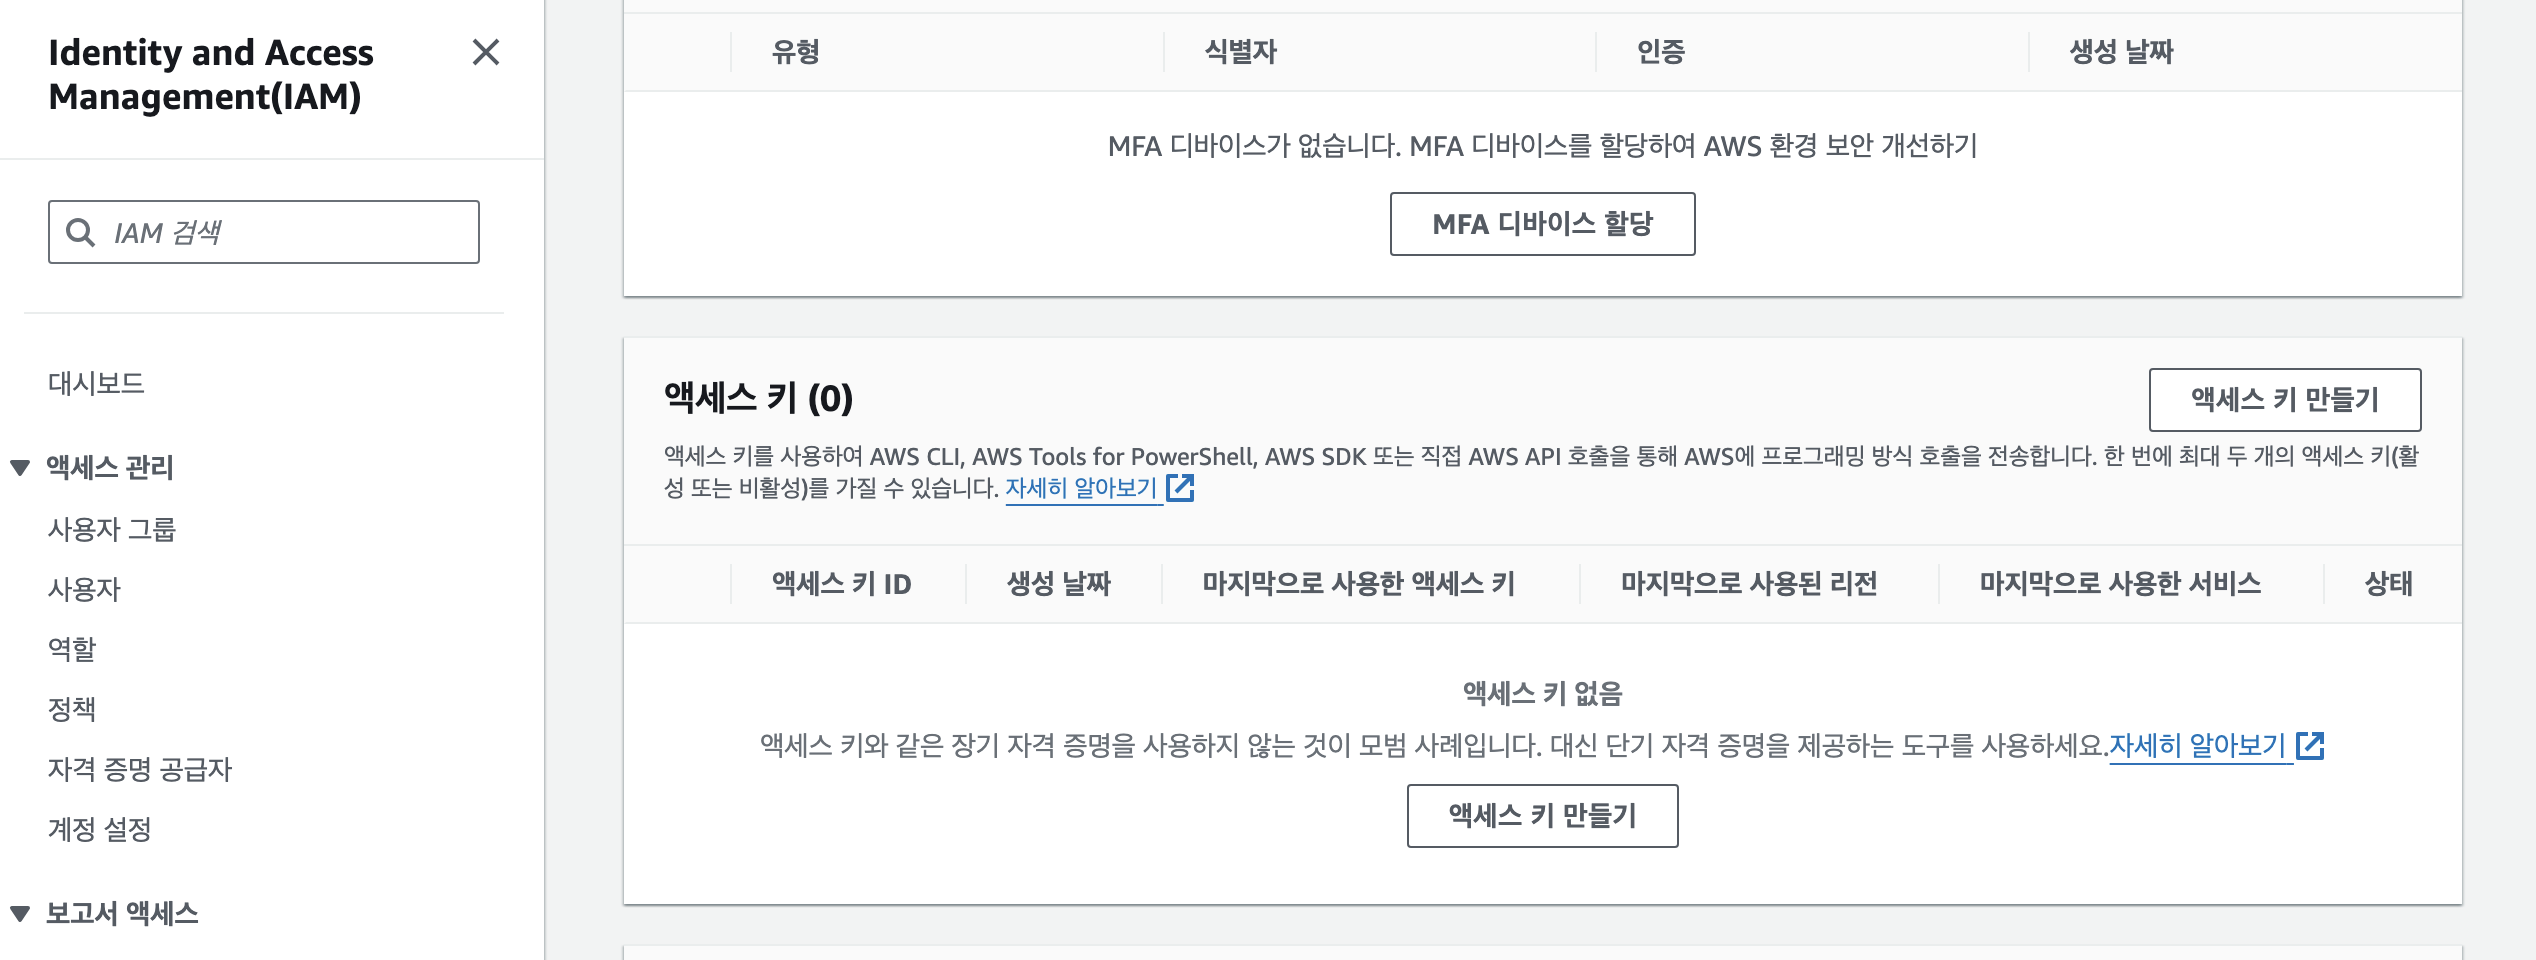 Identity and Access
Management(IAM)
IAM 검색
대시보드
액세스 관리
사용자 그룹
사용자
역할
정책
자격 증명 공급자
계정 설정
보고서 액세스
유형 식별자 인증 생성 날짜
MFA 디바이스가 없습니다. MFA 디바이스를 할당하여 AWS 환경 보안 개선하기
MFA 디바이스 할당
액세스 키 (0)
액세스 키 만들기
액세스 키를 사용하여 AWS CLI, AWS Tools for PowerShell, AWS SDK 또는 직접 AWS API 호출을 통해 AWS에 프로그래밍 방식 호출을 전송합니다. 한 번에 최대 두 개의 액세스 키(활
성 또는 비활성)를 가질 수 있습니다. 자세히 알아보기
액세스 키 ID 생성 날짜 마지막으로 사용한 액세스 키 마지막으로 사용된 리전 마지막으로 사용한 서비스 상태
액세스 키 없음
액세스 키와 같은 장기 자격 증명을 사용하지 않는 것이 모범 사례입니다. 대신 단기 자격 증명을 제공하는 도구를 사용하세요.자세히 알아보기
액세스 키 만들기